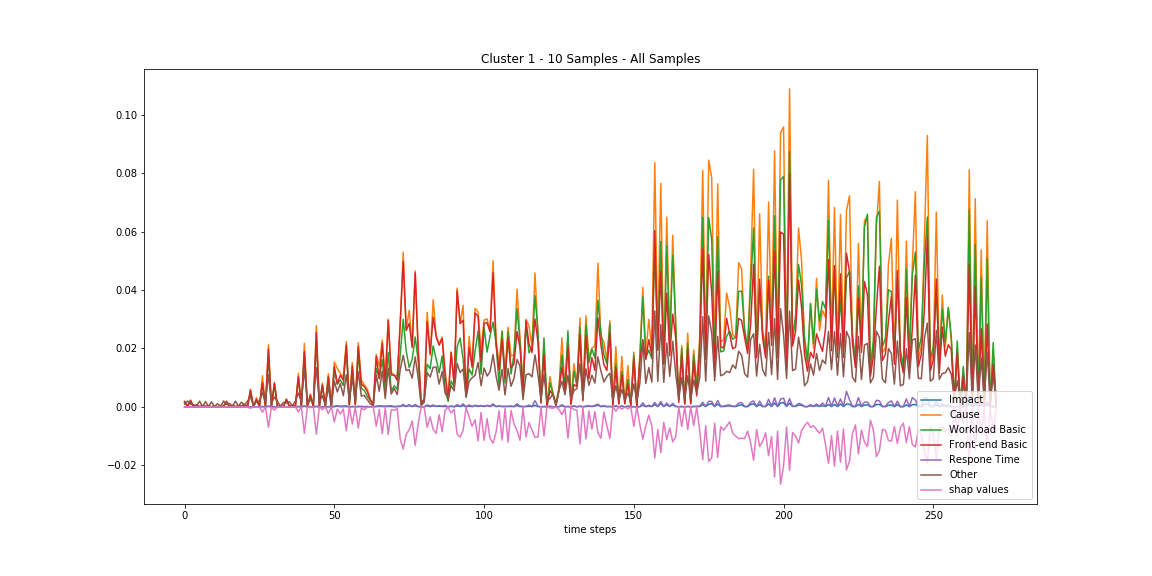 Cluster 1 - 10 Samples - All Samples
0.10
0.08
0.06
0.04
0.02
0.00
−0.02
Impact
Cause
Workload Basic
Front-end Basic
Respone Time
Other
shap values
0 50 100 150 200 250
time steps